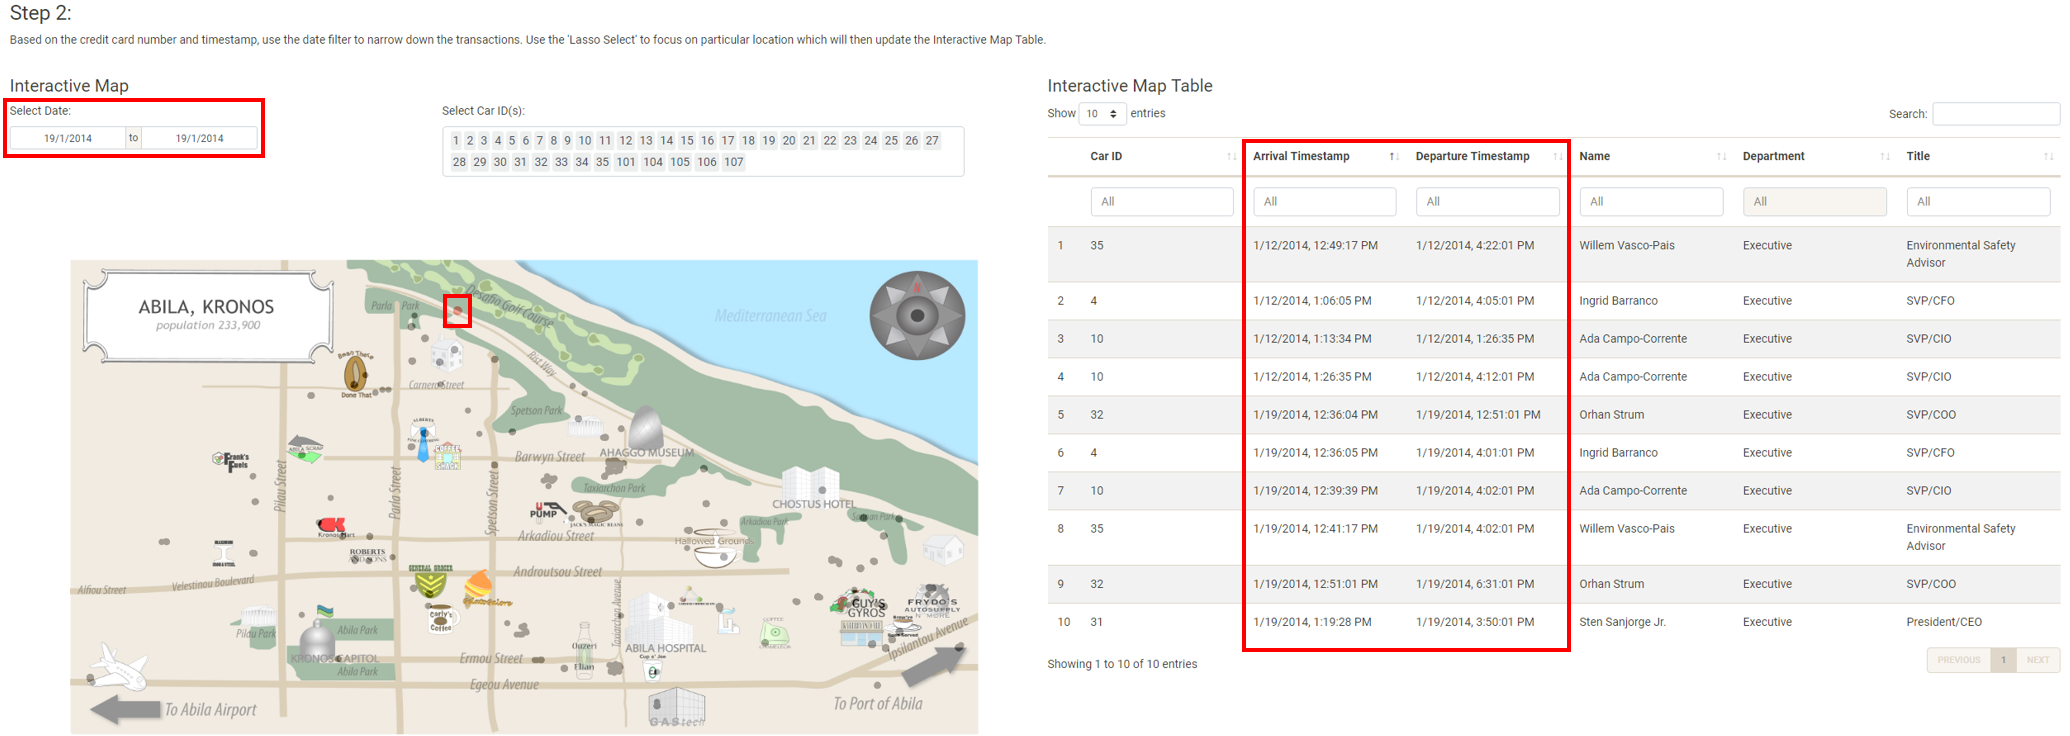 Step 2:
Based on the credit card number and timestamp, use the date filter to narrow down the transactions. Use the 'Lasso Select' to focus on particular location which will then update the Interactive Map Table.
Interactive Map
Select Date:
19/1/2014 to 19/1/2014
Select Car ID(s):
1 2 3 4 5 6 7 8 9 10 11 12 13 14 15 16 17 18 19 20 21 22 23 24 25 26 27
28 29 30 31 32 33 34 35 101 104 105 106 107
ABILA, KRONOS
population 233,900
N
Parla Park
Desafio Golf Course
Mediterranean Sea
Bean There
Done That
Carnero Street
Rist Way
Spetson Park
ALBERTS
COFFEE
SHACK
ABILA SCRAP
Frank's
Fuels
Pilau Street
Parla Street
Spetson Street
Barwyn Street
AHAGGO MUSEUM
Taxiarchon Park
CHOSTUS HOTEL
U
PUMP
JACK'S MAGIC BEANS
Arkadiou Park
Arkadiou Street
Hallowed Grounds
Kronos Mart
ROBERTS
AND SONS
GENERAL GROCER
Androutsou Street
Velestinou Boulevard
Alfiou Street
Carly's
Coffee
Taxiarchon Avenue
GUY'S
GYROS
FRYDO'S
AUTOSUPPLY
N' MORE
Pilau Park
Abila Park
KRONOS CAPITOL
Abila Park
Ermou Street
Ouzeri
Elian
ABILA HOSPITAL
Ipsilantou Avenue
Egeou Avenue
GAStech
To Abila Airport
To Port of Abila
Interactive Map Table
Show 10 entries
Search:
Car ID Arrival Timestamp Departure Timestamp Name Department Title
All All All All All All
1 35 1/12/2014, 12:49:17 PM 1/12/2014, 4:22:01 PM Willem Vasco-Pais Executive Environmental Safety
Advisor
2 4 1/12/2014, 1:06:05 PM 1/12/2014, 4:05:01 PM Ingrid Barranco Executive SVP/CFO
3 10 1/12/2014, 1:13:34 PM 1/12/2014, 1:26:35 PM Ada Campo-Corrente Executive SVP/CIO
4 10 1/12/2014, 1:26:35 PM 1/12/2014, 4:12:01 PM Ada Campo-Corrente Executive SVP/CIO
5 32 1/19/2014, 12:36:04 PM 1/19/2014, 12:51:01 PM Orhan Strum Executive SVP/COO
6 4 1/19/2014, 12:36:05 PM 1/19/2014, 4:01:01 PM Ingrid Barranco Executive SVP/CFO
7 10 1/19/2014, 12:39:39 PM 1/19/2014, 4:02:01 PM Ada Campo-Corrente Executive SVP/CIO
8 35 1/19/2014, 12:41:17 PM 1/19/2014, 4:02:01 PM Willem Vasco-Pais Executive Environmental Safety
Advisor
9 32 1/19/2014, 12:51:01 PM 1/19/2014, 6:31:01 PM Orhan Strum Executive SVP/COO
10 31 1/19/2014, 1:19:28 PM 1/19/2014, 3:50:01 PM Sten Sanjorge Jr. Executive President/CEO
Showing 1 to 10 of 10 entries
PREVIOUS 1 NEXT